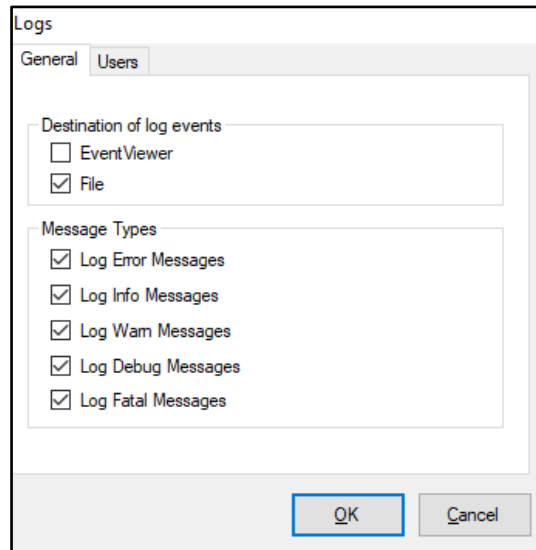 Logs
General Users
Destination of log events
EventViewer
File
Message Types
Log Error Messages
Log Info Messages
Log Warn Messages
Log Debug Messages
Log Fatal Messages
OK Cancel